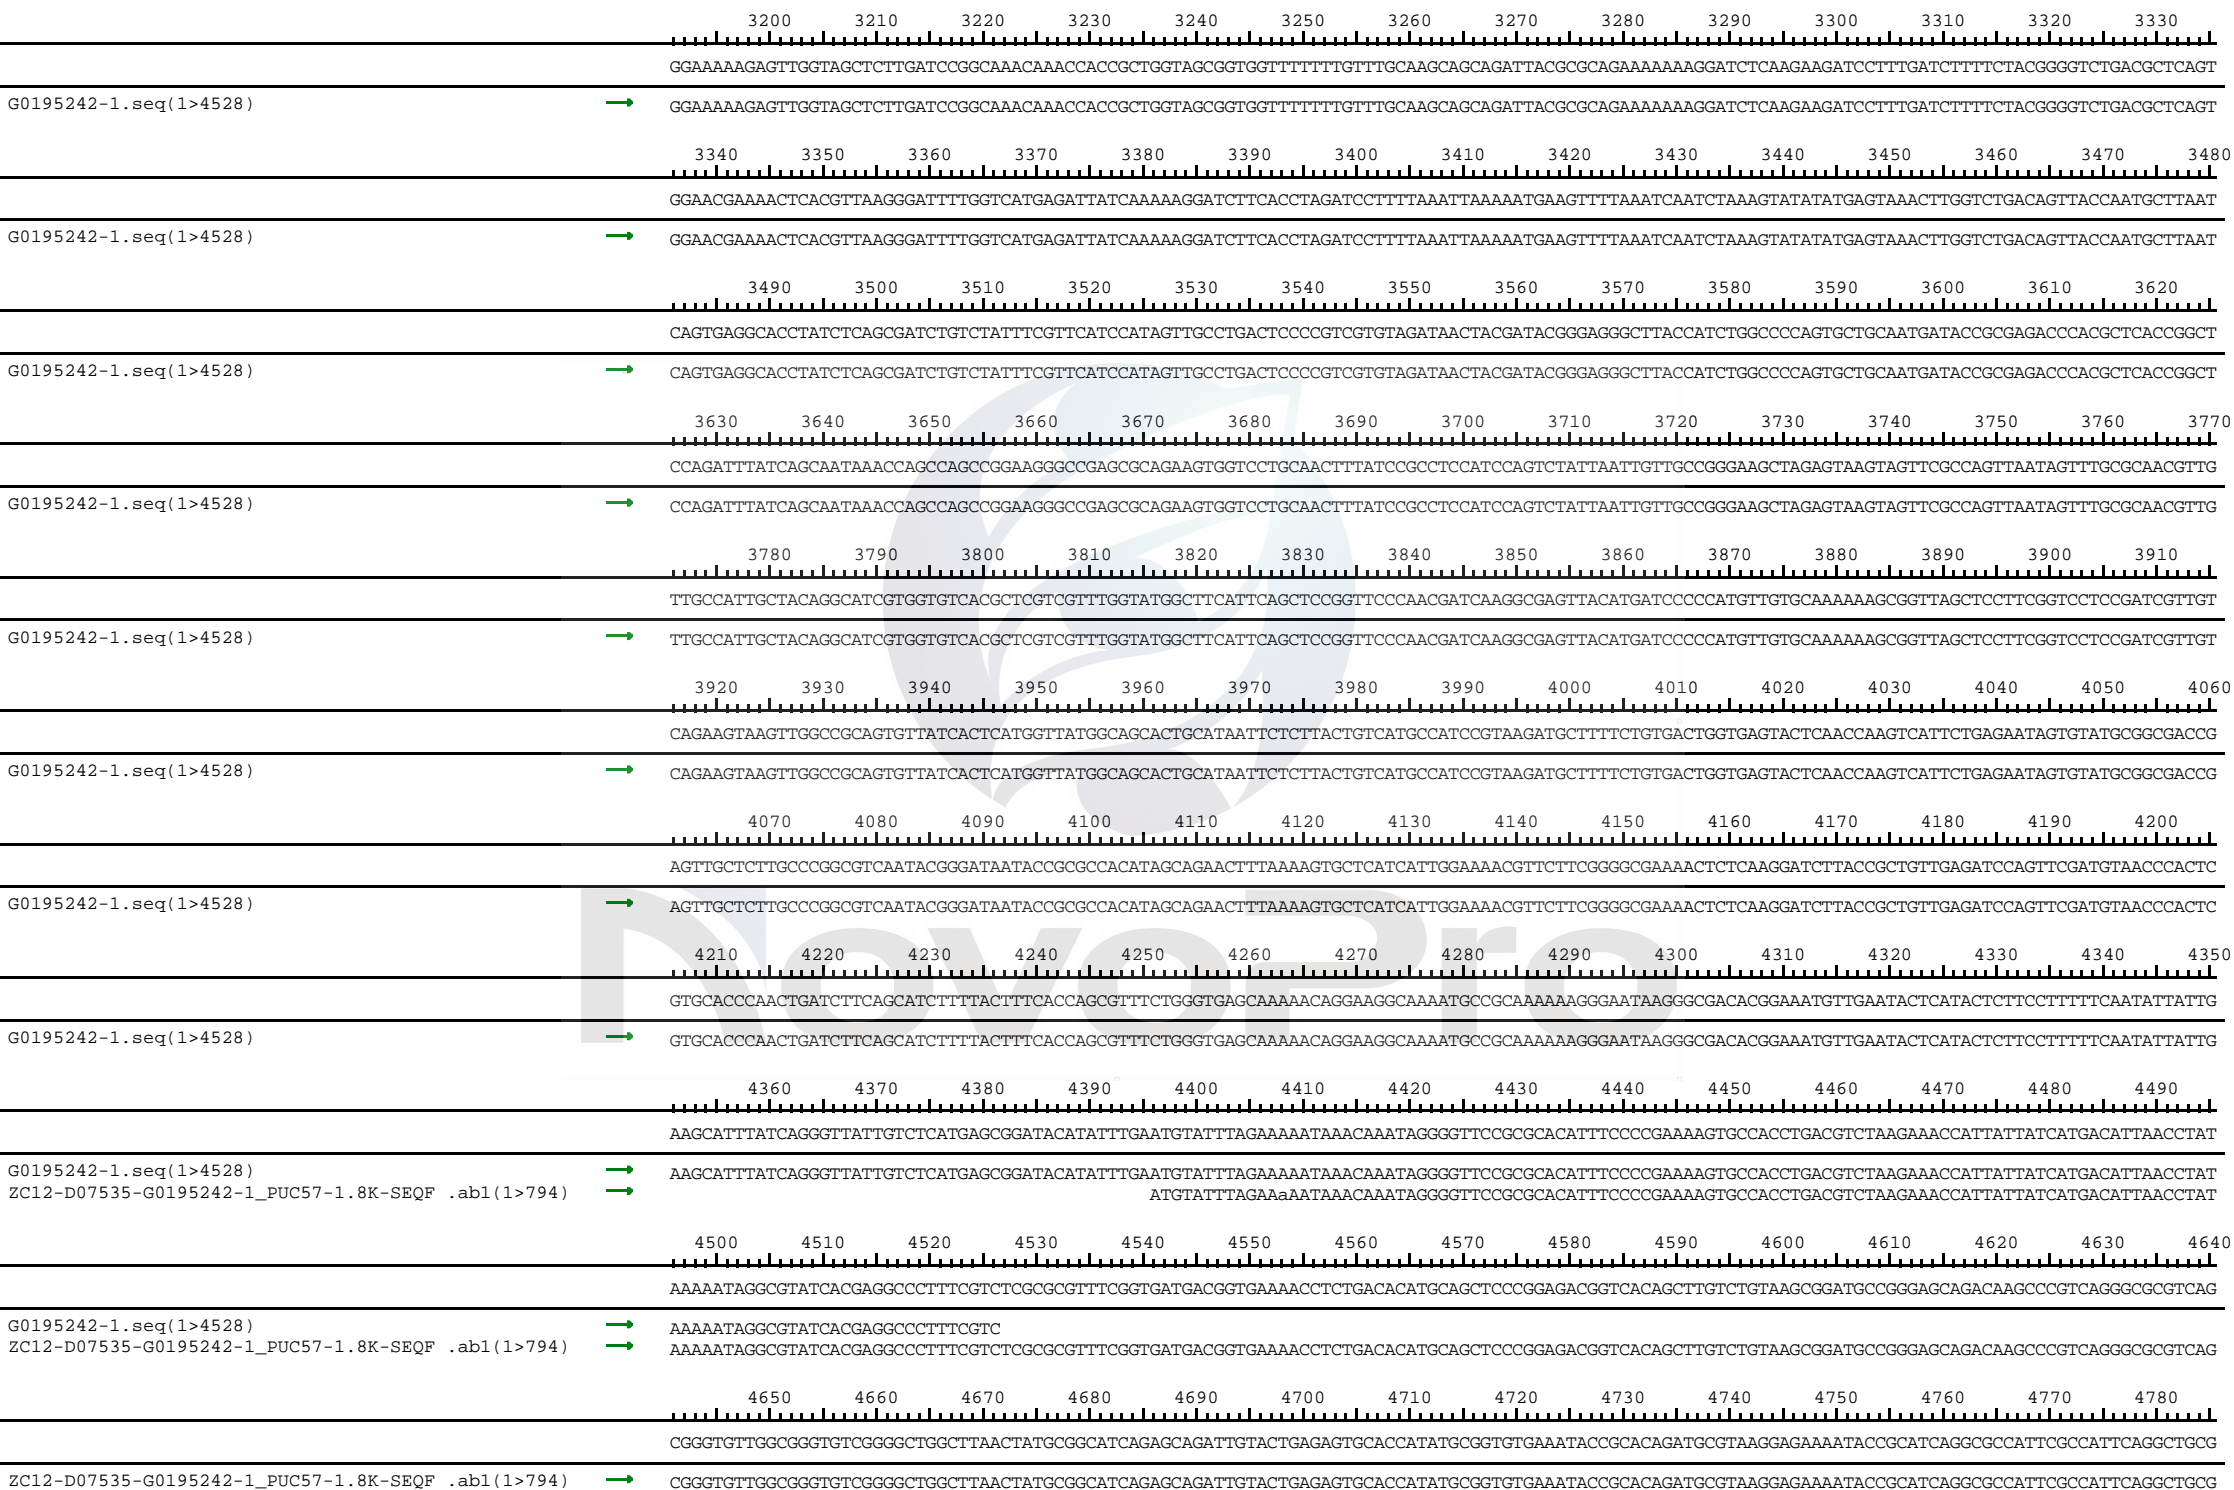 3200 3210 3220 3230 3240 3250 3260 3270 3280 3290 3300 3310 3320 3330
GGAAAAAGAGTTGGTAGCTCTTGATCCGGCAAACAAACCACCGCTGGTAGCGGTGGTTTTTTTGTTTGCAAGCAGCAGATTACGCGCAGAAAAAAAGGATCTCAAGAAGATCCTTTGATCTTTTCTACGGGGTCTGACGCTCAGT
G0195242-1.seq(1>4528) GGAAAAAGAGTTGGTAGCTCTTGATCCGGCAAACAAACCACCGCTGGTAGCGGTGGTTTTTTTGTTTGCAAGCAGCAGATTACGCGCAGAAAAAAAGGATCTCAAGAAGATCCTTTGATCTTTTCTACGGGGTCTGACGCTCAGT
3340 3350 3360 3370 3380 3390 3400 3410 3420 3430 3440 3450 3460 3470 3480
GGAACGAAAACTCACGTTAAGGGATTTTGGTCATGAGATTATCAAAAAGGATCTTCACCTAGATCCTTTTAAATTAAAAATGAAGTTTTAAATCAATCTAAAGTATATATGAGTAAACTTGGTCTGACAGTTACCAATGCTTAAT
G0195242-1.seq(1>4528) GGAACGAAAACTCACGTTAAGGGATTTTGGTCATGAGATTATCAAAAAGGATCTTCACCTAGATCCTTTTAAATTAAAAATGAAGTTTTAAATCAATCTAAAGTATATATGAGTAAACTTGGTCTGACAGTTACCAATGCTTAAT
3490 3500 3510 3520 3530 3540 3550 3560 3570 3580 3590 3600 3610 3620
CAGTGAGGCACCTATCTCAGCGATCTGTCTATTTCGTTCATCCATAGTTGCCTGACTCCCCGTCGTGTAGATAACTACGATACGGGAGGGCTTACCATCTGGCCCCAGTGCTGCAATGATACCGCGAGACCCACGCTCACCGGCT
G0195242-1.seq(1>4528) CAGTGAGGCACCTATCTCAGCGATCTGTCTATTTCGTTCATCCATAGTTGCCTGACTCCCCGTCGTGTAGATAACTACGATACGGGAGGGCTTACCATCTGGCCCCAGTGCTGCAATGATACCGCGAGACCCACGCTCACCGGCT
3630 3640 3650 3660 3670 3680 3690 3700 3710 3720 3730 3740 3750 3760 3770
CCAGATTTATCAGCAATAAACCAGCCAGCCGGAAGGGCCGAGCGCAGAAGTGGTCCTGCAACTTTATCCGCCTCCATCCAGTCTATTAATTGTTGCCGGGAAGCTAGAGTAAGTAGTTCGCCAGTTAATAGTTTGCGCAACGTTG
G0195242-1.seq(1>4528) CCAGATTTATCAGCAATAAACCAGCCAGCCGGAAGGGCCGAGCGCAGAAGTGGTCCTGCAACTTTATCCGCCTCCATCCAGTCTATTAATTGTTGCCGGGAAGCTAGAGTAAGTAGTTCGCCAGTTAATAGTTTGCGCAACGTTG
3780 3790 3800 3810 3820 3830 3840 3850 3860 3870 3880 3890 3900 3910
TTGCCATTGCTACAGGCATCGTGGTGTCACGCTCGTCGTTTGGTATGGCTTCATTCAGCTCCGGTTCCCAACGATCAAGGCGAGTTACATGATCCCCCATGTTGTGCAAAAAAGCGGTTAGCTCCTTCGGTCCTCCGATCGTTGT
G0195242-1.seq(1>4528) TTGCCATTGCTACAGGCATCGTGGTGTCACGCTCGTCGTTTGGTATGGCTTCATTCAGCTCCGGTTCCCAACGATCAAGGCGAGTTACATGATCCCCCATGTTGTGCAAAAAAGCGGTTAGCTCCTTCGGTCCTCCGATCGTTGT
3920 3930 3940 3950 3960 3970 3980 3990 4000 4010 4020 4030 4040 4050 4060
CAGAAGTAAGTTGGCCGCAGTGTTATCACTCATGGTTATGGCAGCACTGCATAATTCTCTTACTGTCATGCCATCCGTAAGATGCTTTTCTGTGACTGGTGAGTACTCAACCAAGTCATTCTGAGAATAGTGTATGCGGCGACCG
G0195242-1.seq(1>4528) CAGAAGTAAGTTGGCCGCAGTGTTATCACTCATGGTTATGGCAGCACTGCATAATTCTCTTACTGTCATGCCATCCGTAAGATGCTTTTCTGTGACTGGTGAGTACTCAACCAAGTCATTCTGAGAATAGTGTATGCGGCGACCG
4070 4080 4090 4100 4110 4120 4130 4140 4150 4160 4170 4180 4190 4200
AGTTGCTCTTGCCCGGCGTCAATACGGGATAATACCGCGCCACATAGCAGAACTTTAAAAGTGCTCATCATTGGAAAACGTTCTTCGGGGCGAAAACTCTCAAGGATCTTACCGCTGTTGAGATCCAGTTCGATGTAACCCACTC
G0195242-1.seq(1>4528) AGTTGCTCTTGCCCGGCGTCAATACGGGATAATACCGCGCCACATAGCAGAACTTTAAAAGTGCTCATCATTGGAAAACGTTCTTCGGGGCGAAAACTCTCAAGGATCTTACCGCTGTTGAGATCCAGTTCGATGTAACCCACTC
NovoPro
4210 4220 4230 4240 4250 4260 4270 4280 4290 4300 4310 4320 4330 4340 4350
GTGCACCCAACTGATCTTCAGCATCTTTTACTTTCACCAGCGTTTCTGGGTGAGCAAAAACAGGAAGGCAAAATGCCGCAAAAAAGGGAATAAGGGCGACACGGAAATGTTGAATACTCATACTCTTCCTTTTTCAATATTATTG
G0195242-1.seq(1>4528) GTGCACCCAACTGATCTTCAGCATCTTTTACTTTCACCAGCGTTTCTGGGTGAGCAAAAACAGGAAGGCAAAATGCCGCAAAAAAGGGAATAAGGGCGACACGGAAATGTTGAATACTCATACTCTTCCTTTTTCAATATTATTG
4360 4370 4380 4390 4400 4410 4420 4430 4440 4450 4460 4470 4480 4490
AAGCATTTATCAGGGTTATTGTCTCATGAGCGGATACATATTTGAATGTATTTAGAAAAATAAACAAATAGGGGTTCCGCGCACATTTCCCCGAAAAGTGCCACCTGACGTCTAAGAAACCATTATTATCATGACATTAACCTAT
G0195242-1.seq(1>4528) AAGCATTTATCAGGGTTATTGTCTCATGAGCGGATACATATTTGAATGTATTTAGAAAAATAAACAAATAGGGGTTCCGCGCACATTTCCCCGAAAAGTGCCACCTGACGTCTAAGAAACCATTATTATCATGACATTAACCTAT
ZC12-D07535-G0195242-1_PUC57-1.8K-SEQF .ab1(1>794) ATGTATTTAGAAaAATAAACAAATAGGGGTTCCGCGCACATTTCCCCGAAAAGTGCCACCTGACGTCTAAGAAACCATTATTATCATGACATTAACCTAT
4500 4510 4520 4530 4540 4550 4560 4570 4580 4590 4600 4610 4620 4630 4640
AAAAATAGGCGTATCACGAGGCCCTTTCGTCTCGCGCGTTTCGGTGATGACGGTGAAAACCTCTGACACATGCAGCTCCCGGAGACGGTCACAGCTTGTCTGTAAGCGGATGCCGGGAGCAGACAAGCCCGTCAGGGCGCGTCAG
G0195242-1.seq(1>4528) AAAAATAGGCGTATCACGAGGCCCTTTCGTC
ZC12-D07535-G0195242-1_PUC57-1.8K-SEQF .ab1(1>794) AAAAATAGGCGTATCACGAGGCCCTTTCGTCTCGCGCGTTTCGGTGATGACGGTGAAAACCTCTGACACATGCAGCTCCCGGAGACGGTCACAGCTTGTCTGTAAGCGGATGCCGGGAGCAGACAAGCCCGTCAGGGCGCGTCAG
4650 4660 4670 4680 4690 4700 4710 4720 4730 4740 4750 4760 4770 4780
CGGGTGTTGGCGGGTGTCGGGGCTGGCTTAACTATGCGGCATCAGAGCAGATTGTACTGAGAGTGCACCATATGCGGTGTGAAATACCGCACAGATGCGTAAGGAGAAAATACCGCATCAGGCGCCATTCGCCATTCAGGCTGCG
ZC12-D07535-G0195242-1_PUC57-1.8K-SEQF .ab1(1>794) CGGGTGTTGGCGGGTGTCGGGGCTGGCTTAACTATGCGGCATCAGAGCAGATTGTACTGAGAGTGCACCATATGCGGTGTGAAATACCGCACAGATGCGTAAGGAGAAAATACCGCATCAGGCGCCATTCGCCATTCAGGCTGCG